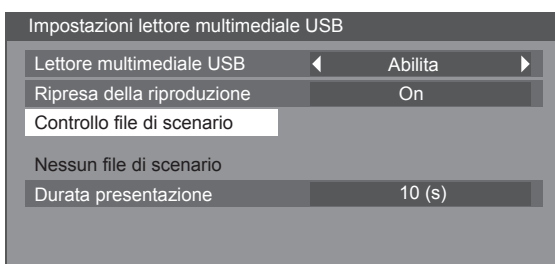 Impostazioni lettore multimediale USB
Lettore multimediale USB Abilita
Ripresa della riproduzione On
Controllo file di scenario
Nessun file di scenario
Durata presentazione 10 (s)